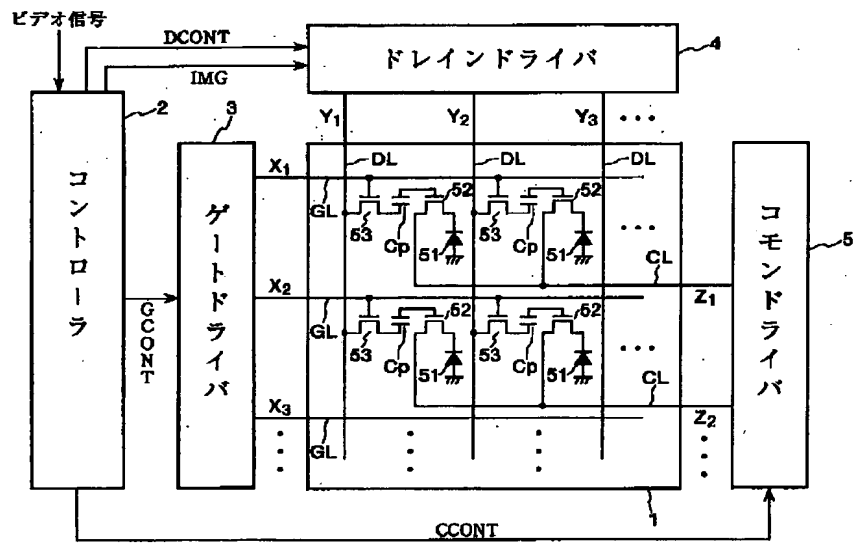 ビデオ信号
DCONT
IMG
ドレインドライバ
4
2
3
Y1 Y2 Y3 ・・・
コントローラ
GCONT
ゲートドライバ
コモンドライバ
5
DL DL DL
X1
GL
53 Cp 52 51 53 Cp 52 51 ・・・
CL
Z1
X2
GL
53 Cp 52 51 53 Cp 52 51 ・・・
CL
Z2
X3
GL
1
CCONT